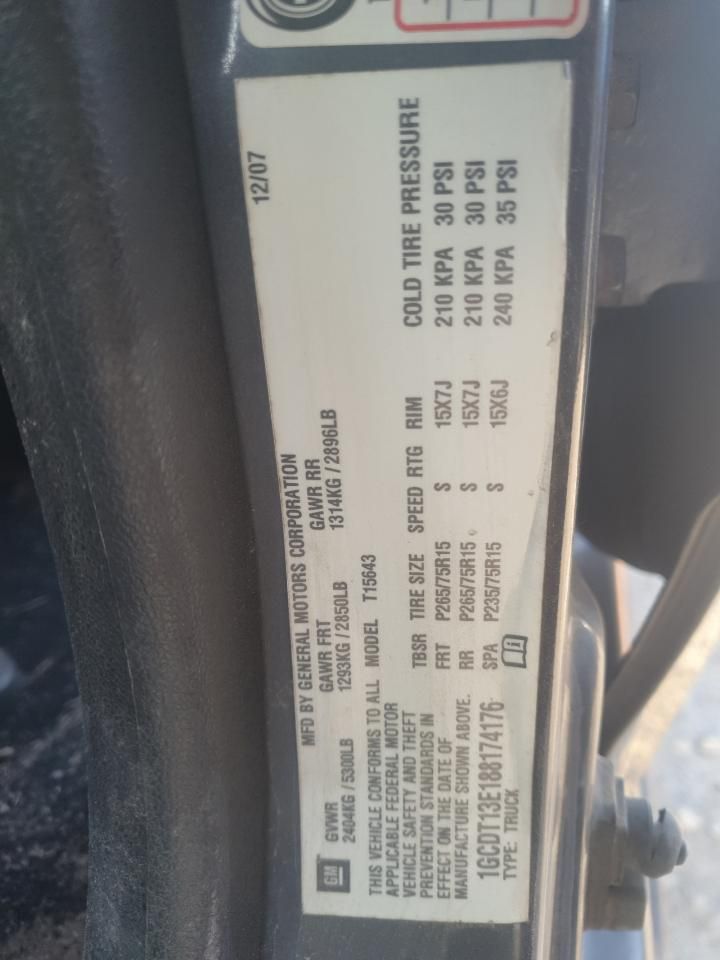 MFD BY GENERAL MOTORS CORPORATION 12/07
GVWR GAWR FRT GAWR RR
2404KG / 5300LB 1293KG / 2850LB 1314KG / 2896LB
GM
THIS VEHICLE CONFORMS TO ALL
APPLICABLE FEDERAL MOTOR
VEHICLE SAFETY AND THEFT
PREVENTION STANDARDS IN
EFFECT ON THE DATE OF
MANUFACTURE SHOWN ABOVE.
1GCDT13E188174176
TYPE: TRUCK
MODEL T15643
TBSR TIRE SIZE SPEED RTG RIM COLD TIRE PRESSURE
FRT P265/75R15 S 15X7J 210 KPA 30 PSI
RR P265/75R15 S 15X7J 210 KPA 30 PSI
SPA P235/75R15 S 15X6J 240 KPA 35 PSI